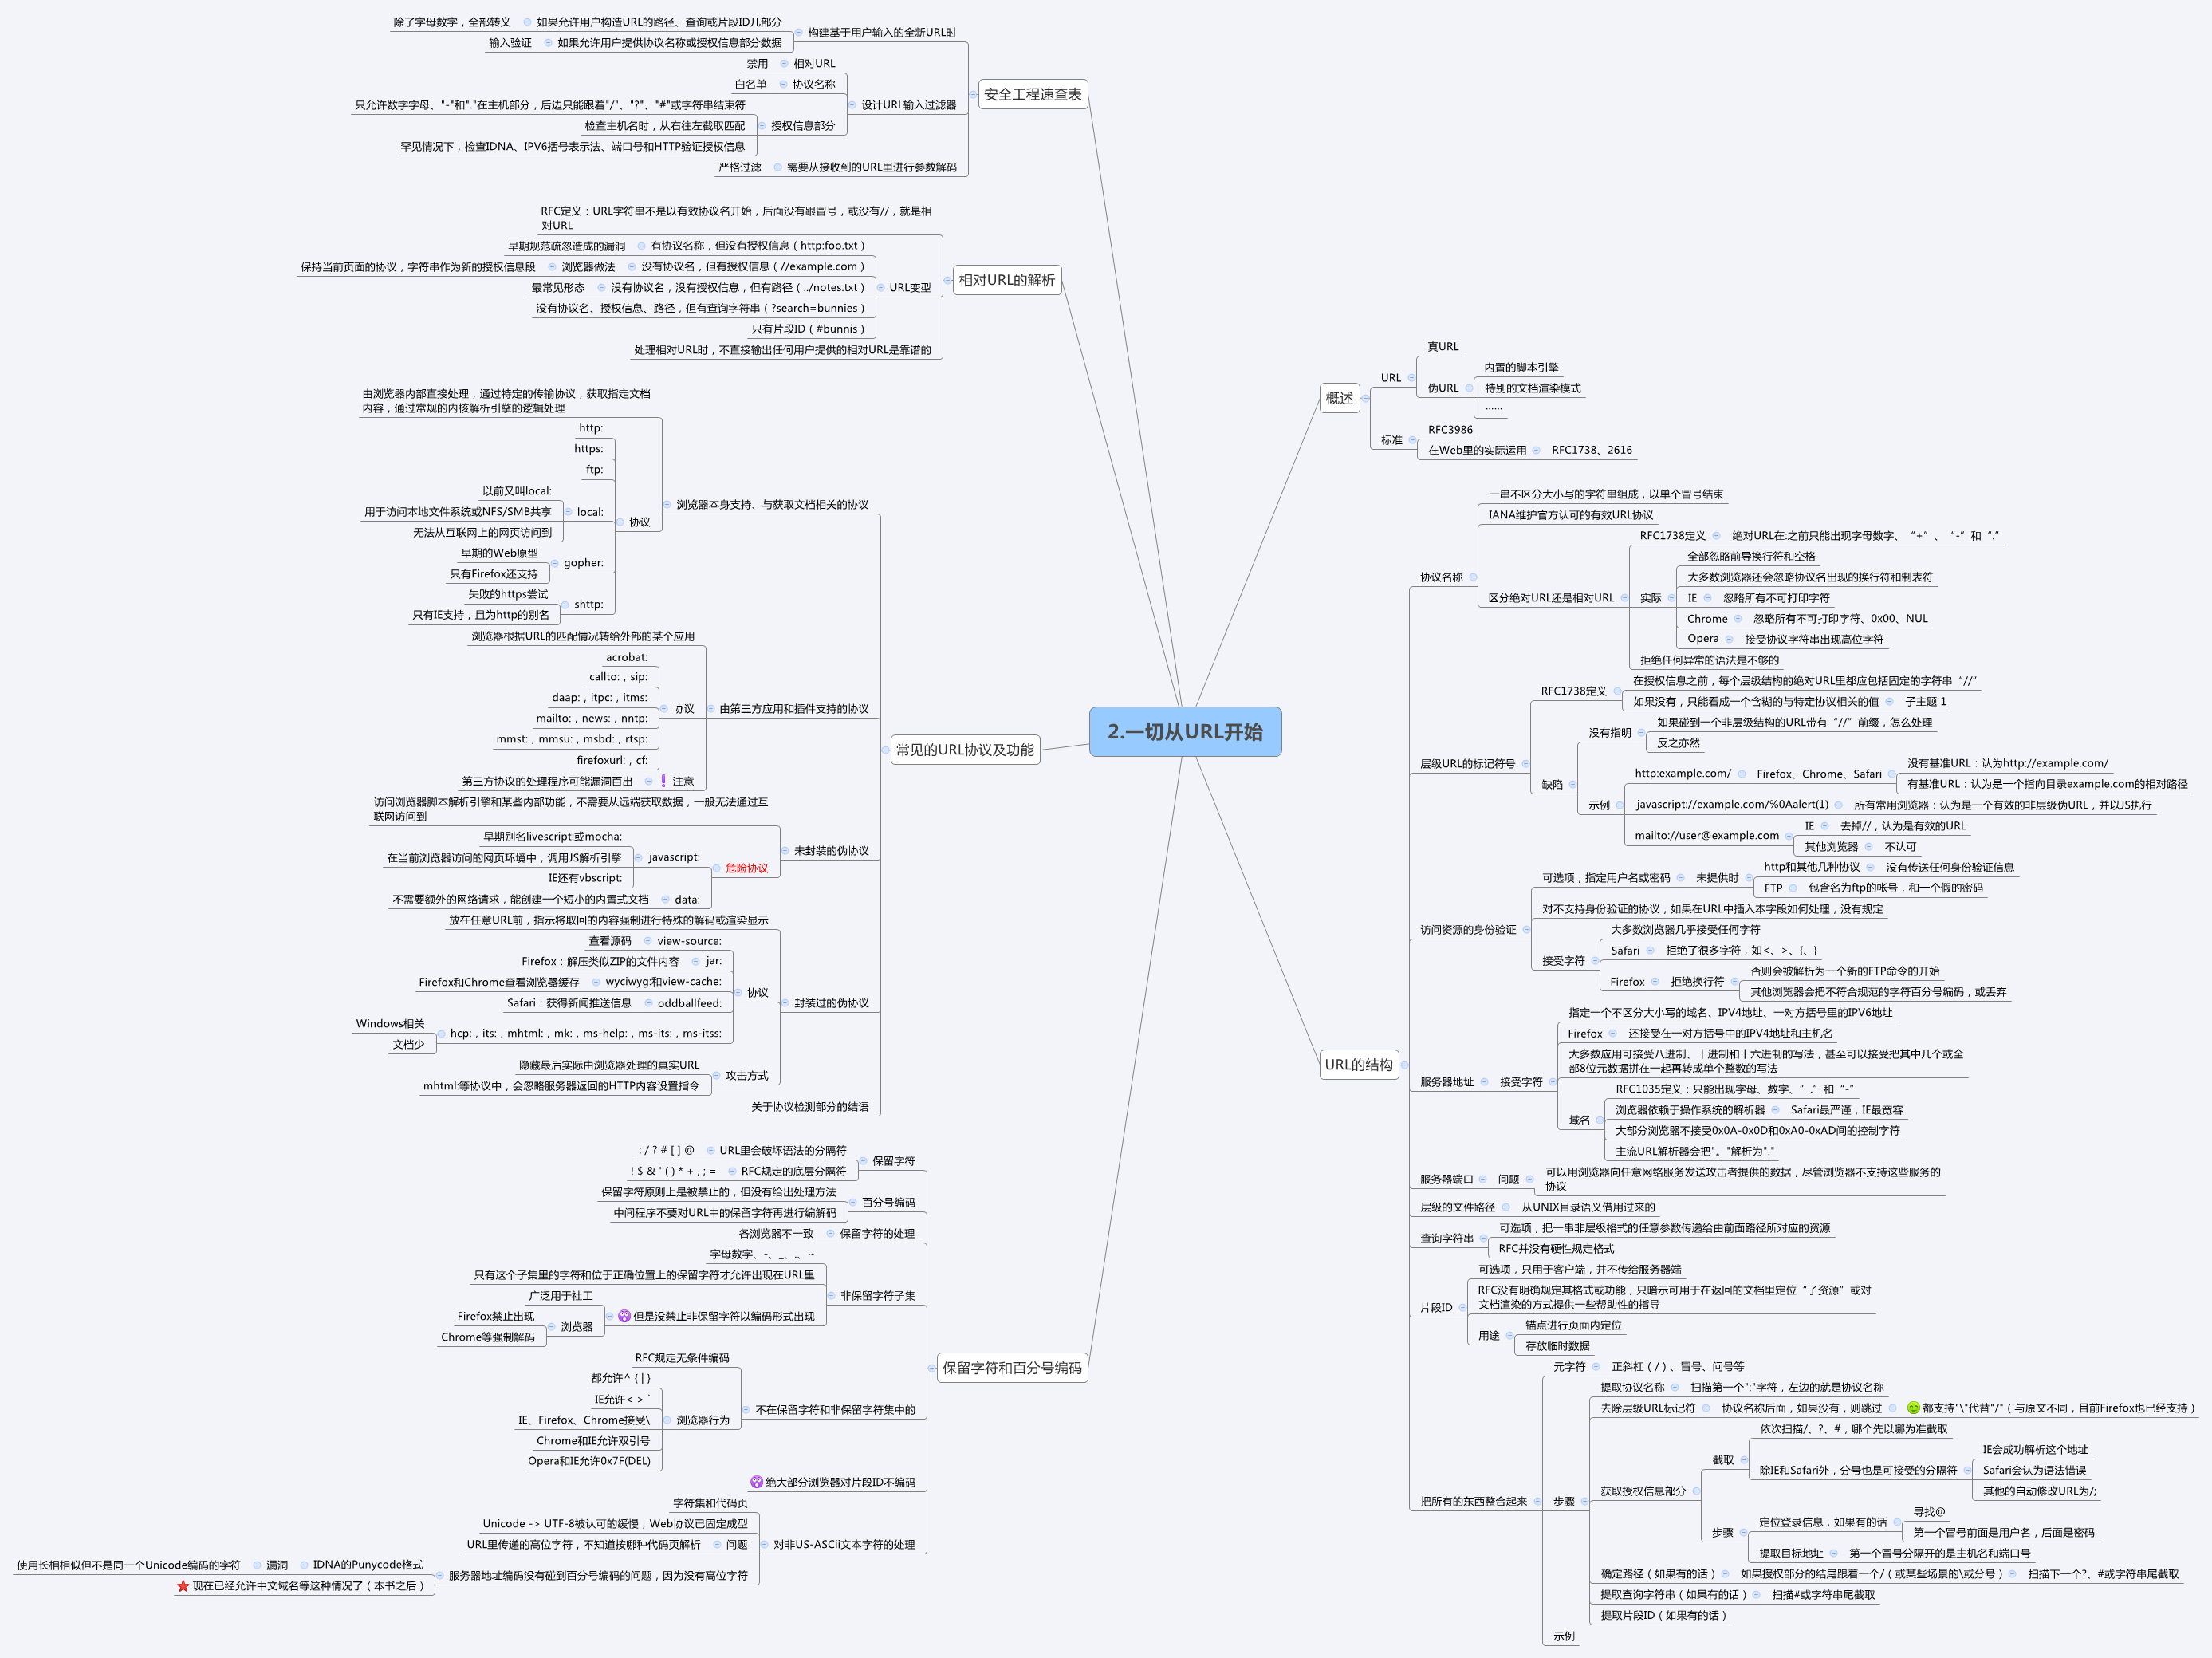 2.一切从URL开始
概述
URL
真URL
伪URL
内置的脚本引擎
特别的文档渲染模式
......
标准
RFC3986
在Web里的实际运用
RFC1738、2616
URL的结构
协议名称
一串不区分大小写的字符串组成，以单个冒号结束
IANA维护官方认可的有效URL协议
区分绝对URL还是相对URL
RFC1738定义
绝对URL在:之前只能出现字母数字、“+”、“-”和“.”
实际
全部忽略前导换行符和空格
大多数浏览器还会忽略协议名出现的换行符和制表符
IE
忽略所有不可打印字符
Chrome
忽略所有不可打印字符、0x00、NUL
Opera
接受协议字符串出现高位字符
拒绝任何异常的语法是不够的
层级URL的标记符号
RFC1738定义
在授权信息之前，每个层级结构的绝对URL里都应包括固定的字符串“//”
如果没有，只能看成一个含糊的与特定协议相关的值
子主题 1
缺陷
没有指明
如果碰到一个非层级结构的URL带有“//”前缀，怎么处理
反之亦然
示例
http:example.com/
Firefox、Chrome、Safari
没有基准URL：认为http://example.com/
有基准URL：认为是一个指向目录example.com的相对路径
javascript://example.com/%0Aalert(1)
所有常用浏览器：认为是一个有效的非层级伪URL，并以JS执行
mailto://user@example.com
IE
去掉//，认为是有效的URL
其他浏览器
不认可
访问资源的身份验证
可选项，指定用户名或密码
未提供时
http和其他几种协议
没有传送任何身份验证信息
FTP
包含名为ftp的帐号，和一个假的密码
对不支持身份验证的协议，如果在URL中插入本字段如何处理，没有规定
接受字符
大多数浏览器几乎接受任何字符
Safari
拒绝了很多字符，如<、>、{、}
Firefox
拒绝换行符
否则会被解析为一个新的FTP命令的开始
其他浏览器会把不符合规范的字符百分号编码，或丢弃
服务器地址
接受字符
指定一个不区分大小写的域名、IPV4地址、一对方括号里的IPV6地址
Firefox
还接受在一对方括号中的IPV4地址和主机名
大多数应用可接受八进制、十进制和十六进制的写法，甚至可以接受把其中几个或全
部8位元数据拼在一起再转成单个整数的写法
域名
RFC1035定义：只能出现字母、数字、”.”和“-”
浏览器依赖于操作系统的解析器
Safari最严谨，IE最宽容
大部分浏览器不接受0x0A-0x0D和0xA0-0xAD间的控制字符
主流URL解析器会把"。"解析为"."
服务器端口
问题
可以用浏览器向任意网络服务发送攻击者提供的数据，尽管浏览器不支持这些服务的
协议
层级的文件路径
从UNIX目录语义借用过来的
查询字符串
可选项，把一串非层级格式的任意参数传递给由前面路径所对应的资源
RFC并没有硬性规定格式
片段ID
可选项，只用于客户端，并不传给服务器端
RFC没有明确规定其格式或功能，只暗示可用于在返回的文档里定位“子资源”或对
文档渲染的方式提供一些帮助性的指导
用途
锚点进行页面内定位
存放临时数据
把所有的东西整合起来
元字符
正斜杠（/）、冒号、问号等
步骤
提取协议名称
扫描第一个":"字符，左边的就是协议名称
去除层级URL标记符
协议名称后面，如果没有，则跳过
都支持"\"代替"/"（与原文不同，目前Firefox也已经支持）
获取授权信息部分
截取
依次扫描/、?、#，哪个先以哪为准截取
除IE和Safari外，分号也是可接受的分隔符
IE会成功解析这个地址
Safari会认为语法错误
其他的自动修改URL为/;
步骤
定位登录信息，如果有的话
寻找@
第一个冒号前面是用户名，后面是密码
提取目标地址
第一个冒号分隔开的是主机名和端口号
确定路径（如果有的话）
如果授权部分的结尾跟着一个/（或某些场景的\或分号）
扫描下一个?、#或字符串尾截取
提取查询字符串（如果有的话）
扫描#或字符串尾截取
提取片段ID（如果有的话）
示例
安全工程速查表
构建基于用户输入的全新URL时
如果允许用户构造URL的路径、查询或片段ID几部分
除了字母数字，全部转义
如果允许用户提供协议名称或授权信息部分数据
输入验证
设计URL输入过滤器
相对URL
禁用
协议名称
白名单
授权信息部分
只允许数字字母、"-"和"."在主机部分，后边只能跟着"/"、"?"、"#"或字符串结束符
检查主机名时，从右往左截取匹配
罕见情况下，检查IDNA、IPV6括号表示法、端口号和HTTP验证授权信息
需要从接收到的URL里进行参数解码
严格过滤
相对URL的解析
RFC定义：URL字符串不是以有效协议名开始，后面没有跟冒号，或没有//，就是相
对URL
URL变型
有协议名称，但没有授权信息（http:foo.txt）
早期规范疏忽造成的漏洞
没有协议名，但有授权信息（//example.com）
浏览器做法
保持当前页面的协议，字符串作为新的授权信息段
没有协议名，没有授权信息，但有路径（../notes.txt）
最常见形态
没有协议名、授权信息、路径，但有查询字符串（?search=bunnies）
只有片段ID（#bunnis）
处理相对URL时，不直接输出任何用户提供的相对URL是靠谱的
常见的URL协议及功能
浏览器本身支持、与获取文档相关的协议
由浏览器内部直接处理，通过特定的传输协议，获取指定文档
内容，通过常规的内核解析引擎的逻辑处理
协议
http:
https:
ftp:
local:
以前又叫local:
用于访问本地文件系统或NFS/SMB共享
无法从互联网上的网页访问到
gopher:
早期的Web原型
只有Firefox还支持
shttp:
失败的https尝试
只有IE支持，且为http的别名
由第三方应用和插件支持的协议
浏览器根据URL的匹配情况转给外部的某个应用
协议
acrobat:
callto:，sip:
daap:，itpc:，itms:
mailto:，news:，nntp:
mmst:，mmsu:，msbd:，rtsp:
firefoxurl:，cf:
注意
第三方协议的处理程序可能漏洞百出
未封装的伪协议
访问浏览器脚本解析引擎和某些内部功能，不需要从远端获取数据，一般无法通过互
联网访问到
危险协议
javascript:
早期别名livescript:或mocha:
在当前浏览器访问的网页环境中，调用JS解析引擎
IE还有vbscript:
data:
不需要额外的网络请求，能创建一个短小的内置式文档
封装过的伪协议
放在任意URL前，指示将取回的内容强制进行特殊的解码或渲染显示
协议
view-source:
查看源码
jar:
Firefox：解压类似ZIP的文件内容
wyciwyg:和view-cache:
Firefox和Chrome查看浏览器缓存
oddballfeed:
Safari：获得新闻推送信息
hcp:，its:，mhtml:，mk:，ms-help:，ms-its:，ms-itss:
Windows相关
文档少
攻击方式
隐藏最后实际由浏览器处理的真实URL
mhtml:等协议中，会忽略服务器返回的HTTP内容设置指令
关于协议检测部分的结语
保留字符和百分号编码
保留字符
URL里会破坏语法的分隔符
: / ? # [ ] @
RFC规定的底层分隔符
! $ & ' ( ) * + , ; =
百分号编码
保留字符原则上是被禁止的，但没有给出处理方法
中间程序不要对URL中的保留字符再进行编解码
保留字符的处理
各浏览器不一致
非保留字符子集
字母数字、-、_、.、~
只有这个子集里的字符和位于正确位置上的保留字符才允许出现在URL里
但是没禁止非保留字符以编码形式出现
广泛用于社工
浏览器
Firefox禁止出现
Chrome等强制解码
不在保留字符和非保留字符集中的
RFC规定无条件编码
浏览器行为
都允许^ { | }
IE允许< > `
IE、Firefox、Chrome接受\
Chrome和IE允许双引号
Opera和IE允许0x7F(DEL)
绝大部分浏览器对片段ID不编码
对非US-ASCii文本字符的处理
字符集和代码页
Unicode -> UTF-8被认可的缓慢，Web协议已固定成型
问题
URL里传递的高位字符，不知道按哪种代码页解析
服务器地址编码没有碰到百分号编码的问题，因为没有高位字符
IDNA的Punycode格式
漏洞
使用长相相似但不是同一个Unicode编码的字符
现在已经允许中文域名等这种情况了（本书之后）